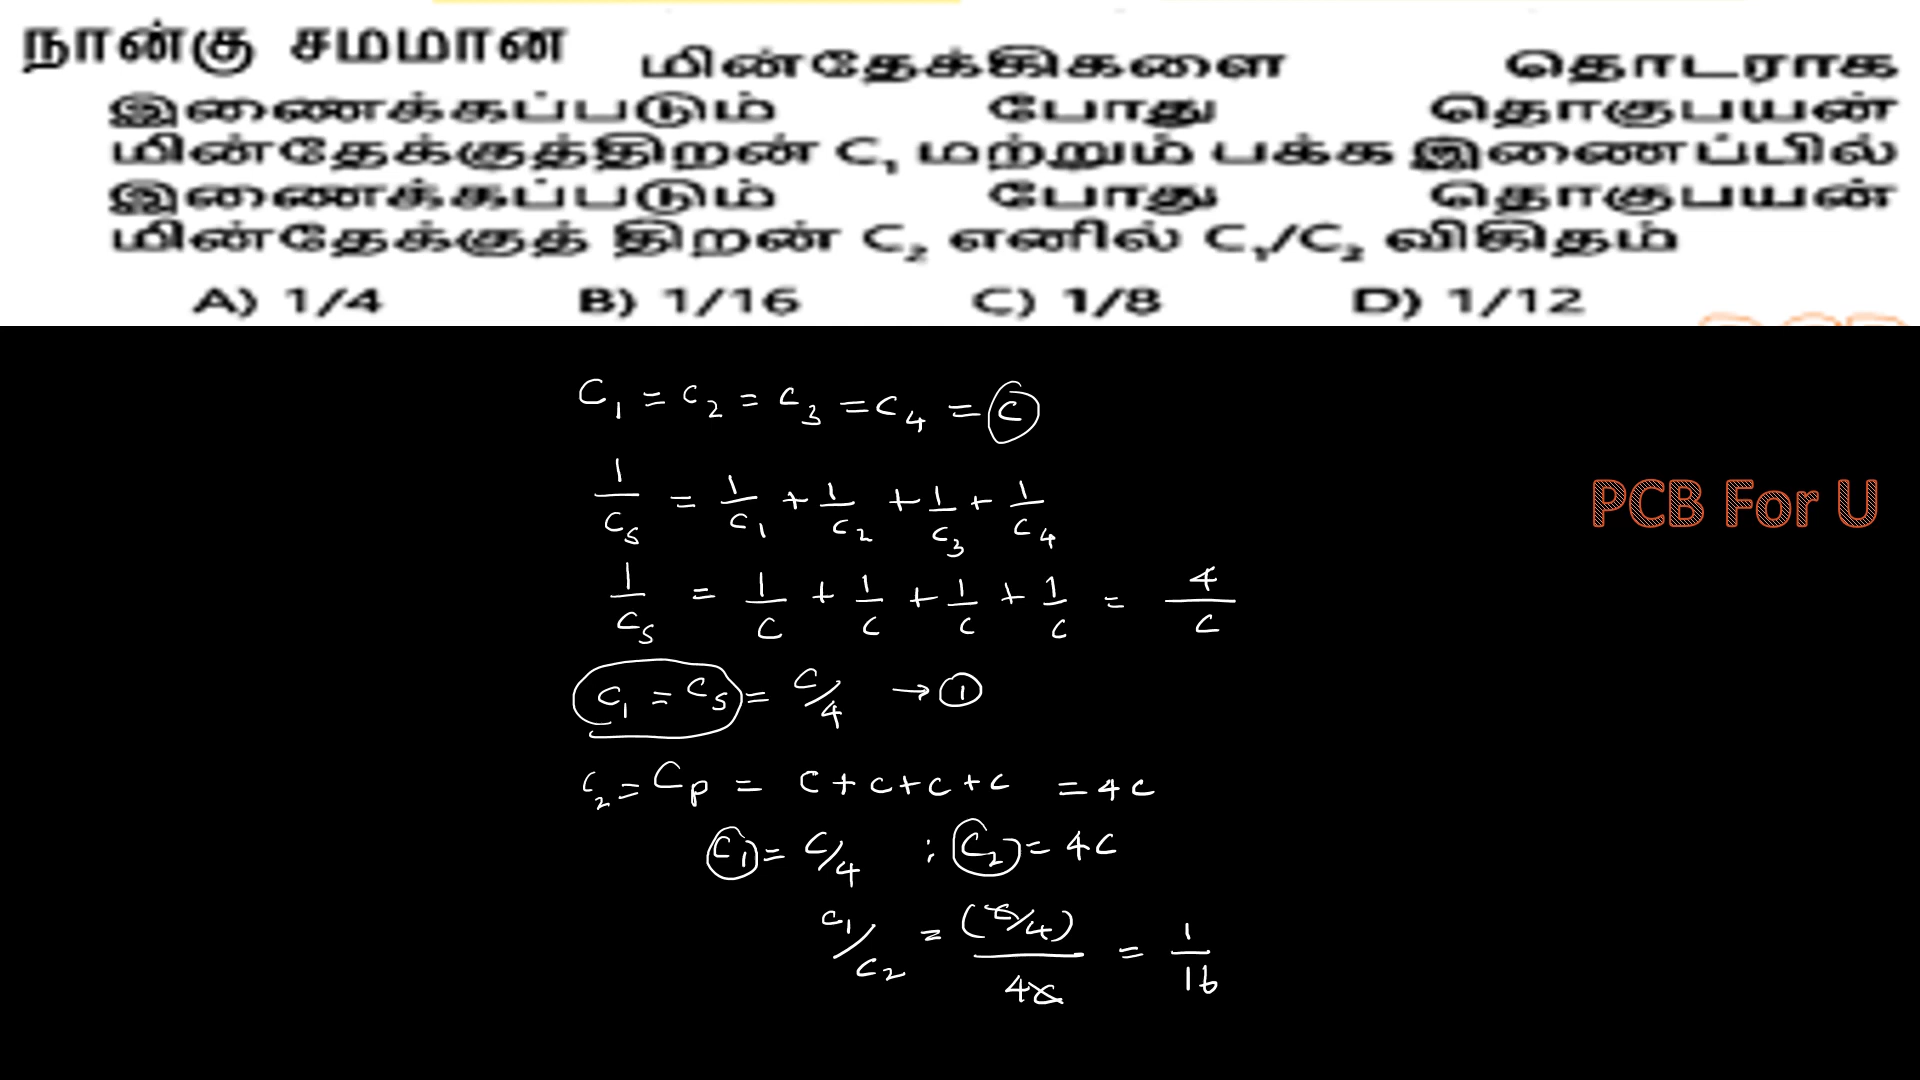 நான்கு சமமான மின்தேக்கிகளை தொடராக
இணைக்கப்படும் போது தொகுபயன்
மின்தேக்குத்திறன் C₁ மற்றும் பக்க இணைப்பில்
இணைக்கப்படும் போது தொகுபயன்
மின்தேக்குத் திறன் C₂ எனில் C₁/C₂ விகிதம்
A) 1/4 B) 1/16 C) 1/8 D) 1/12
C₁ = C₂ = C₃ = C₄ = C
1/Cₛ = 1/C₁ + 1/C₂ + 1/C₃ + 1/C₄
PCB For U
1/Cₛ = 1/C + 1/C + 1/C + 1/C = 4/C
C₁ = Cₛ = C/4 → ①
C₂ = Cₚ = C + C + C + C = 4C
C₁ = C/4 ; C₂ = 4C
C₁/C₂ = (C/4)/4C = 1/16